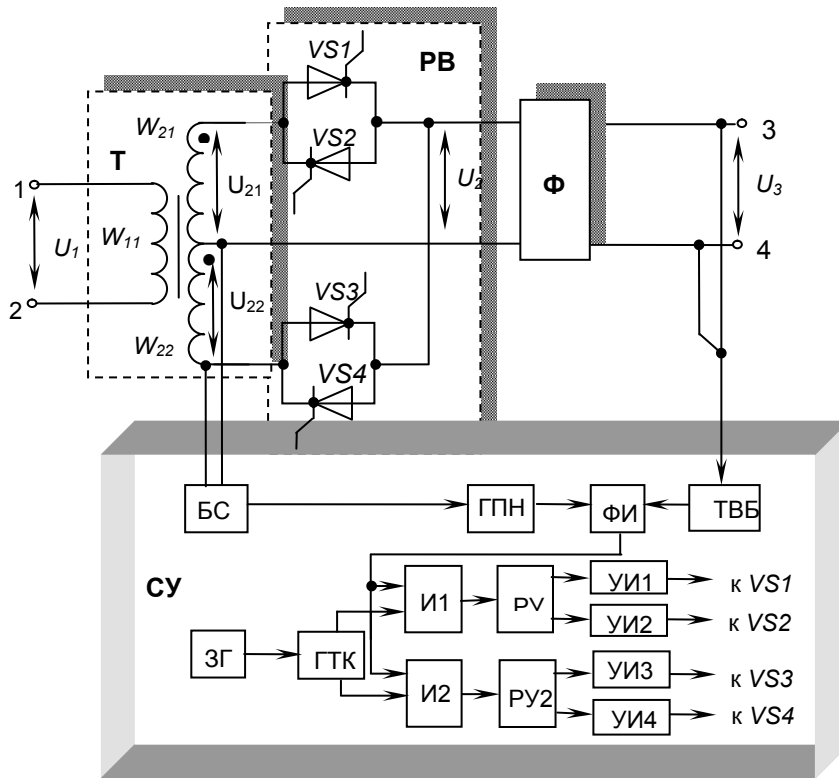 VS1
РВ
W21
VS2
Т
U21
U2
Ф
3
U3
4
1
U1
W11
2
U22
VS3
W22
VS4
БС
ГПН
ФИ
ТВБ
СУ
И1
РУ
УИ1
к VS1
УИ2
к VS2
ЗГ
ГТК
И2
РУ2
УИ3
к VS3
УИ4
к VS4